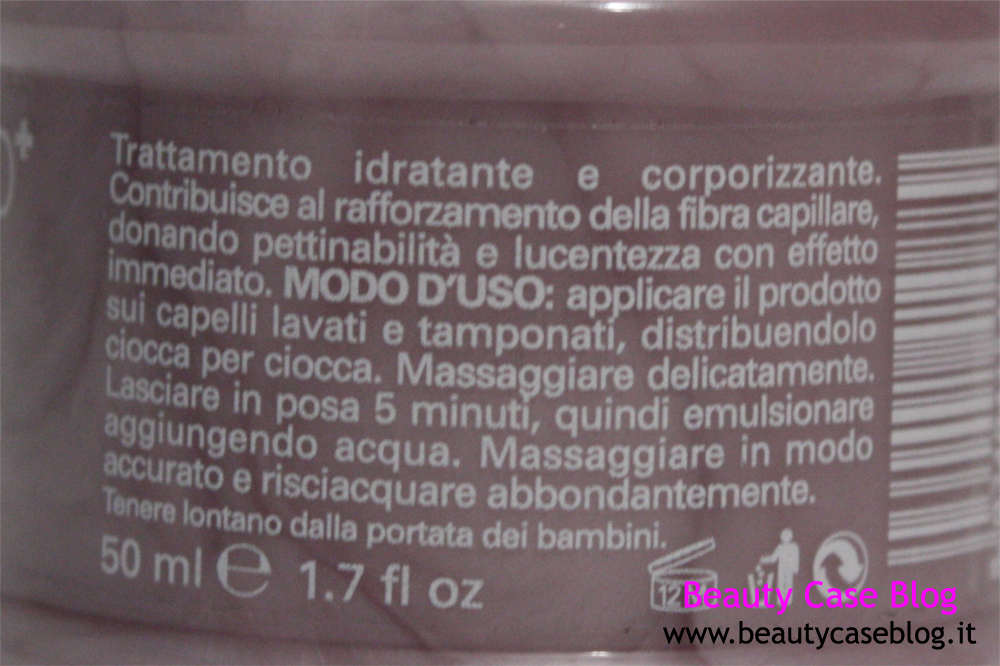 Trattamento idratante e corporizzante.
Contribuisce al rafforzamento della fibra capillare,
donando pettinabilità e lucentezza con effetto
immediato. MODO D'USO: applicare il prodotto
sui capelli lavati e tamponati, distribuendolo
ciocca per ciocca. Massaggiare delicatamente.
Lasciare in posa 5 minuti, quindi emulsionare
aggiungendo acqua. Massaggiare in modo
accurato e risciacquare abbondantemente.
Tenere lontano dalla portata dei bambini.
50 ml ℮ 1.7 fl oz
12M
Beauty Case Blog
www.beautycaseblog.it